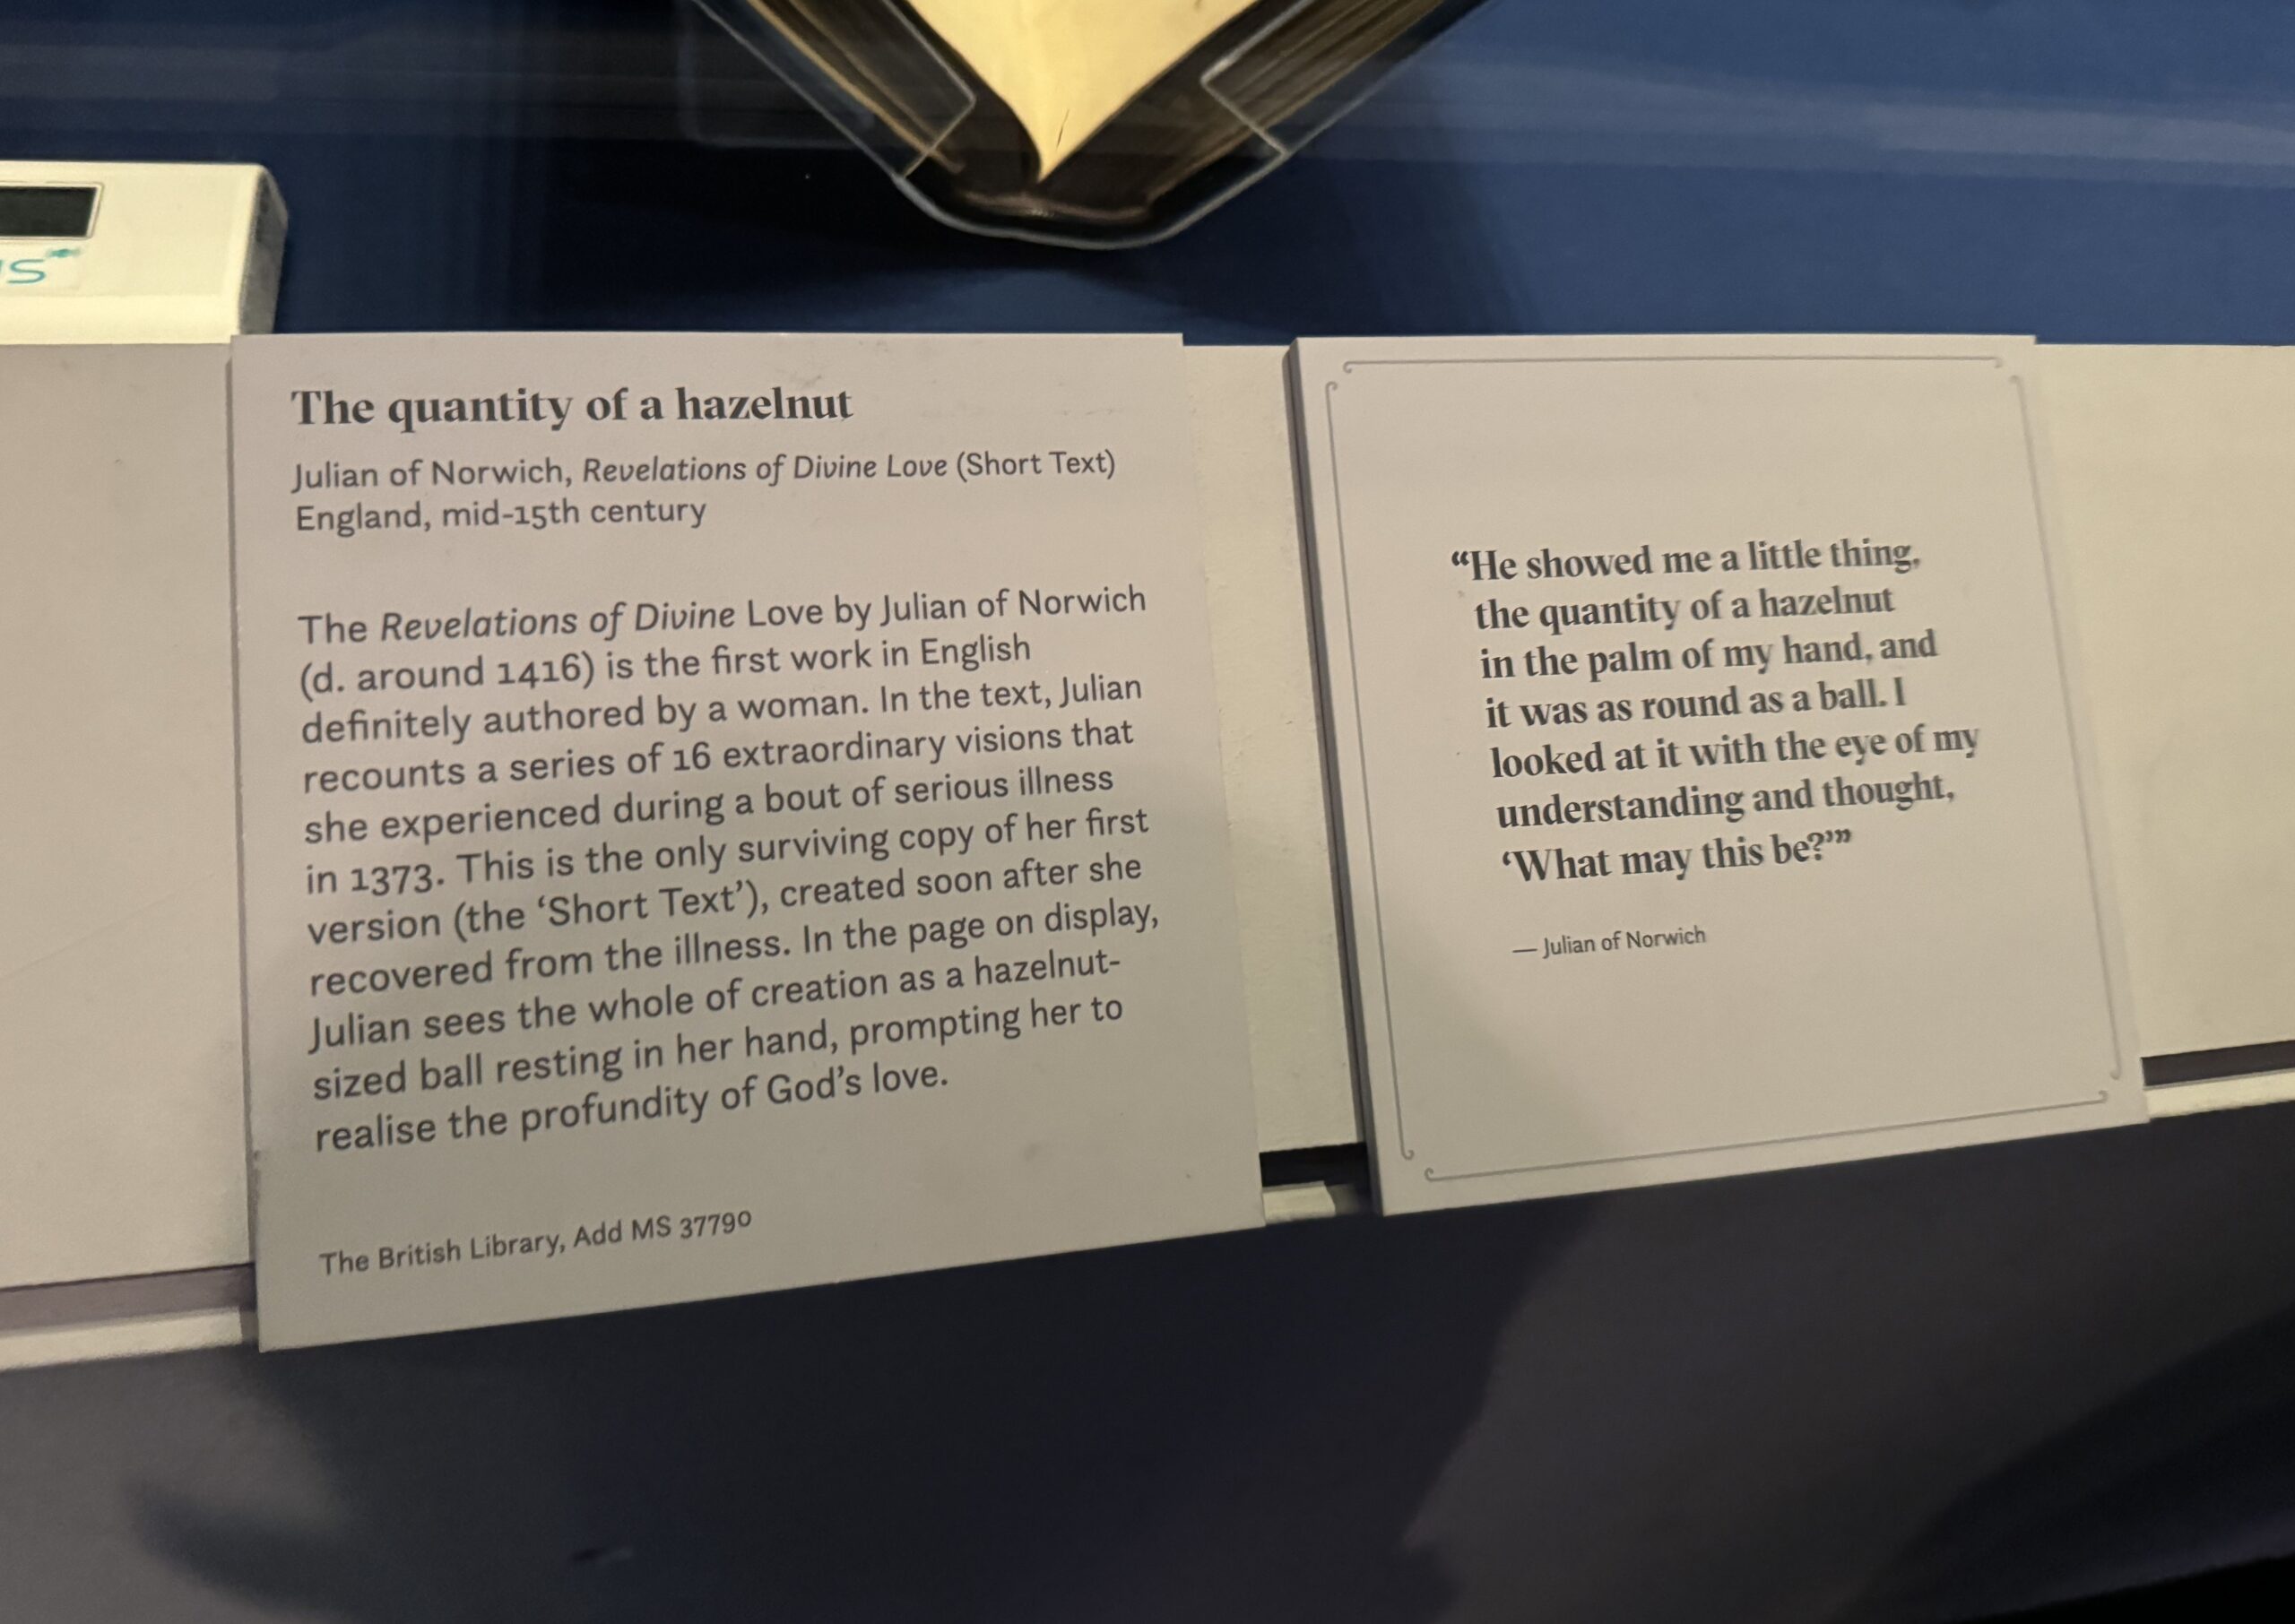 The quantity of a hazelnut
Julian of Norwich, Revelations of Divine Love (Short Text)
England, mid-15th century
The Revelations of Divine Love by Julian of Norwich
(d. around 1416) is the first work in English
definitely authored by a woman. In the text, Julian
recounts a series of 16 extraordinary visions that
she experienced during a bout of serious illness
in 1373. This is the only surviving copy of her first
version (the ‘Short Text’), created soon after she
recovered from the illness. In the page on display,
Julian sees the whole of creation as a hazelnut-
sized ball resting in her hand, prompting her to
realise the profundity of God’s love.
The British Library, Add MS 37790
“He showed me a little thing,
the quantity of a hazelnut
in the palm of my hand, and
it was as round as a ball. I
looked at it with the eye of my
understanding and thought,
‘What may this be?’”
— Julian of Norwich